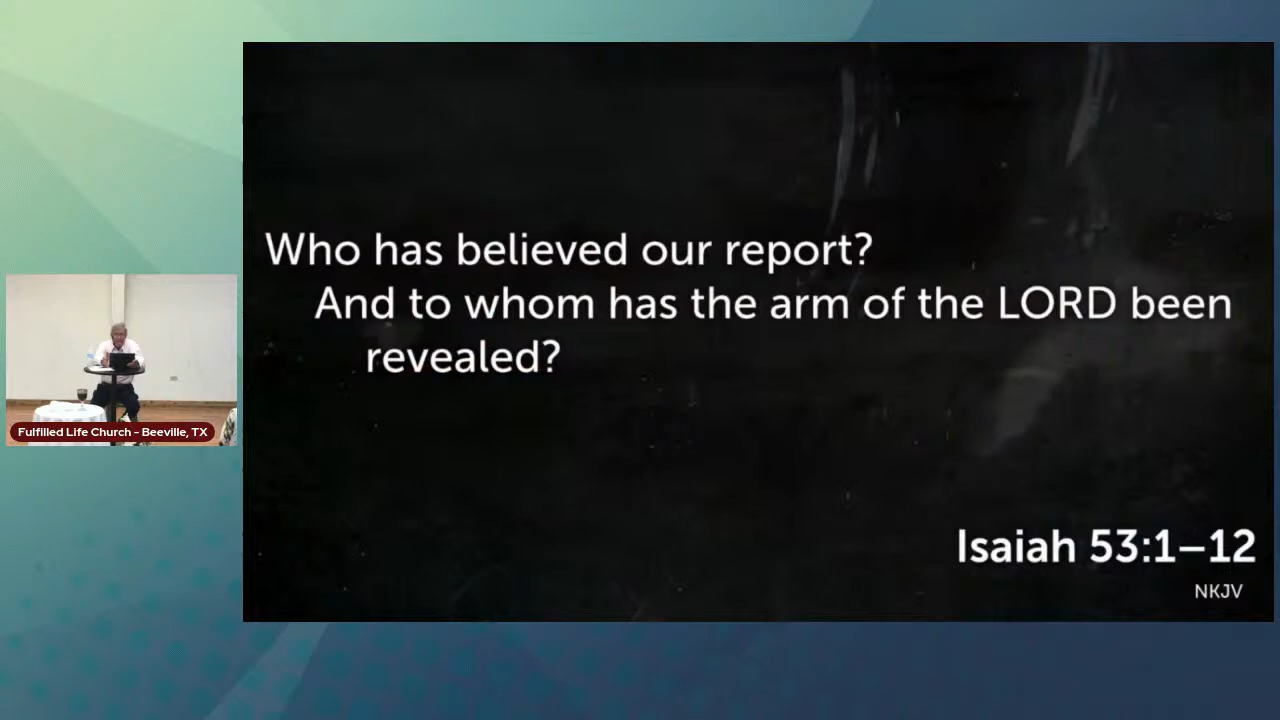 Who has believed our report?
And to whom has the arm of the LORD been
revealed?
Isaiah 53:1–12
NKJV
Fulfilled Life Church - Beeville, TX